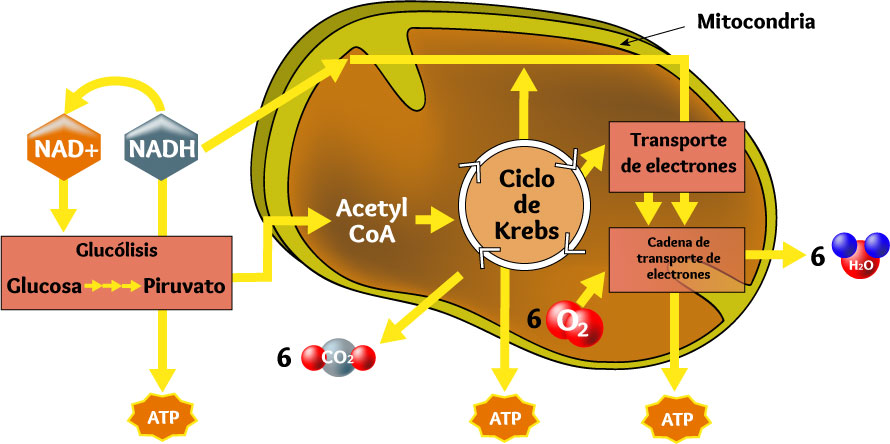 Mitocondria
NAD+
NADH
Transporte
de electrones
Acetyl
CoA
Ciclo
de
Krebs
Glucólisis
Glucosa
Piruvato
Cadena de
transporte de
electrones
6
H2O
6
O2
6
CO2
ATP
ATP
ATP